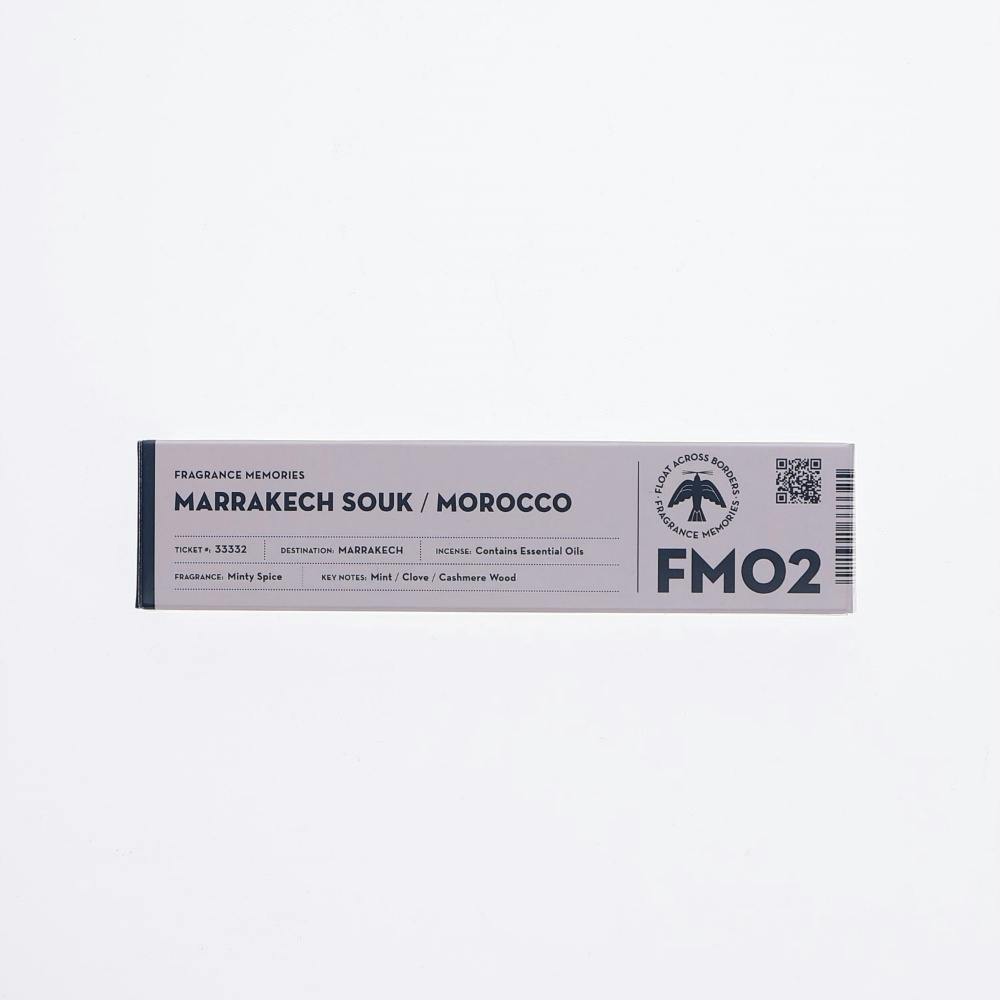 FRAGRANCE MEMORIES
MARRAKECH SOUK / MOROCCO
TICKET #: 33332 DESTINATION: MARRAKECH INCENSE: Contains Essential Oils
FRAGRANCE: Minty Spice KEY NOTES: Mint / Clove / Cashmere Wood
FLOAT ACROSS BORDERS
FRAGRANCE MEMORIES
FM02